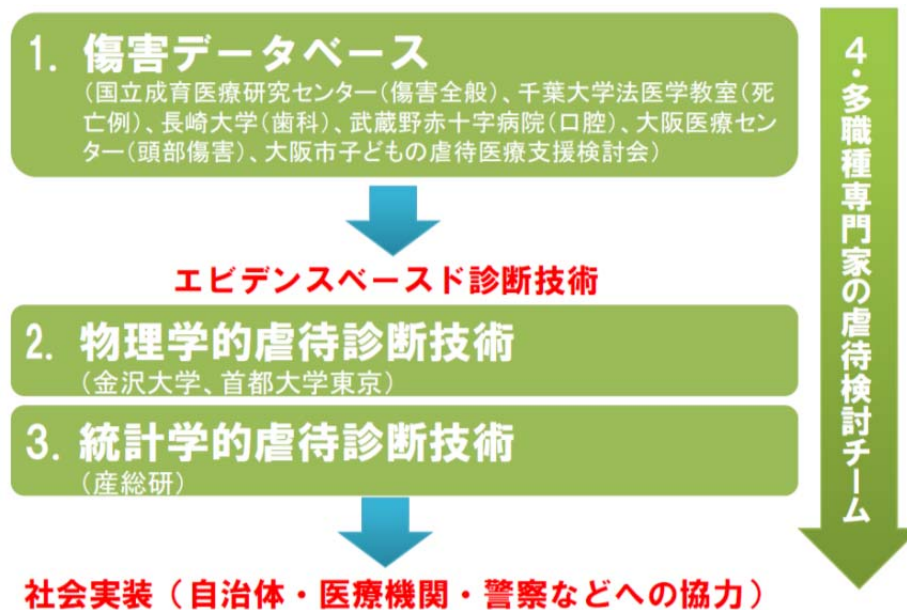 1. 傷害データベース
(国立成育医療研究センター(傷害全般)、千葉大学法医学教室(死
亡例)、長崎大学(歯科)、武蔵野赤十字病院(口腔)、大阪医療セン
ター(頭部傷害)、大阪市子どもの虐待医療支援検討会)
エビデンスベースド診断技術
2. 物理学的虐待診断技術
(金沢大学、首都大学東京)
3. 統計学的虐待診断技術
(産総研)
社会実装(自治体・医療機関・警察などへの協力)
4・多職種専門家の虐待検討チーム